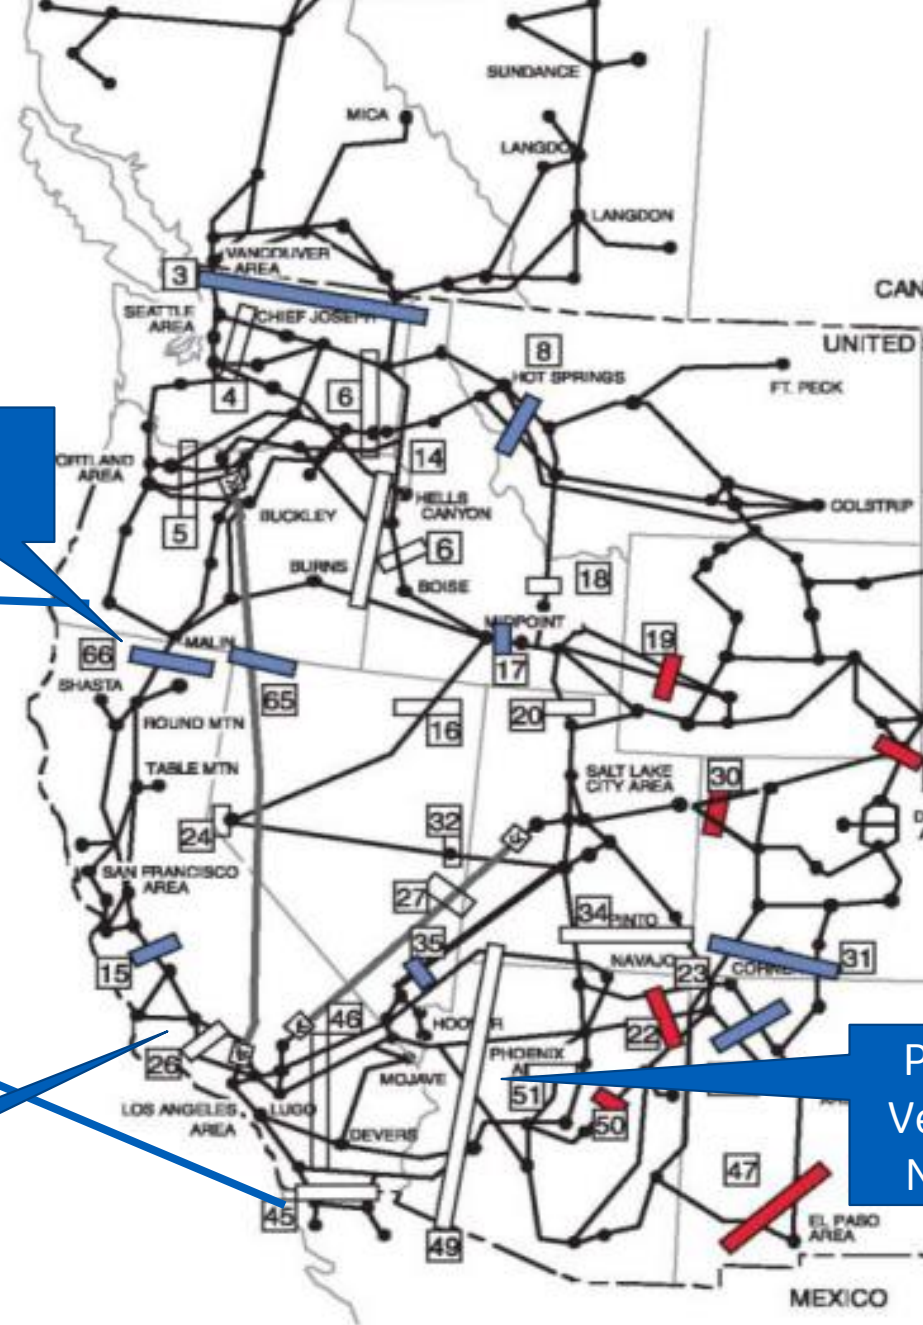 SUNDANCE
MICA
LANGDO
LANGDON
VANCOUVER
AREA
3
CAN
SEATTLE
AREA
CHIEF JOSEPH
UNITED
8
HOT SPRINGS
FT. PECK
4
6
14
ORTLAND
AREA
HELLS
CANYON
COLSTRIP
5
BUCKLEY
6
BURNS
BOISE
18
MIDPOINT
MALIN
19
66
17
SHASTA
65
20
ROUND MTN
16
TABLE MTN
SALT LAKE
CITY AREA
30
24
32
SAN FRANCISCO
AREA
27
34
PINTO
35
NAVAJO
23
31
15
46
HOO
R
22
PHOENIX
26
MOJAVE
51
LOS ANGELES
AREA
LUGO
50
DEVERS
47
45
49
EL PASO
AREA
MEXICO
P
Ve
N